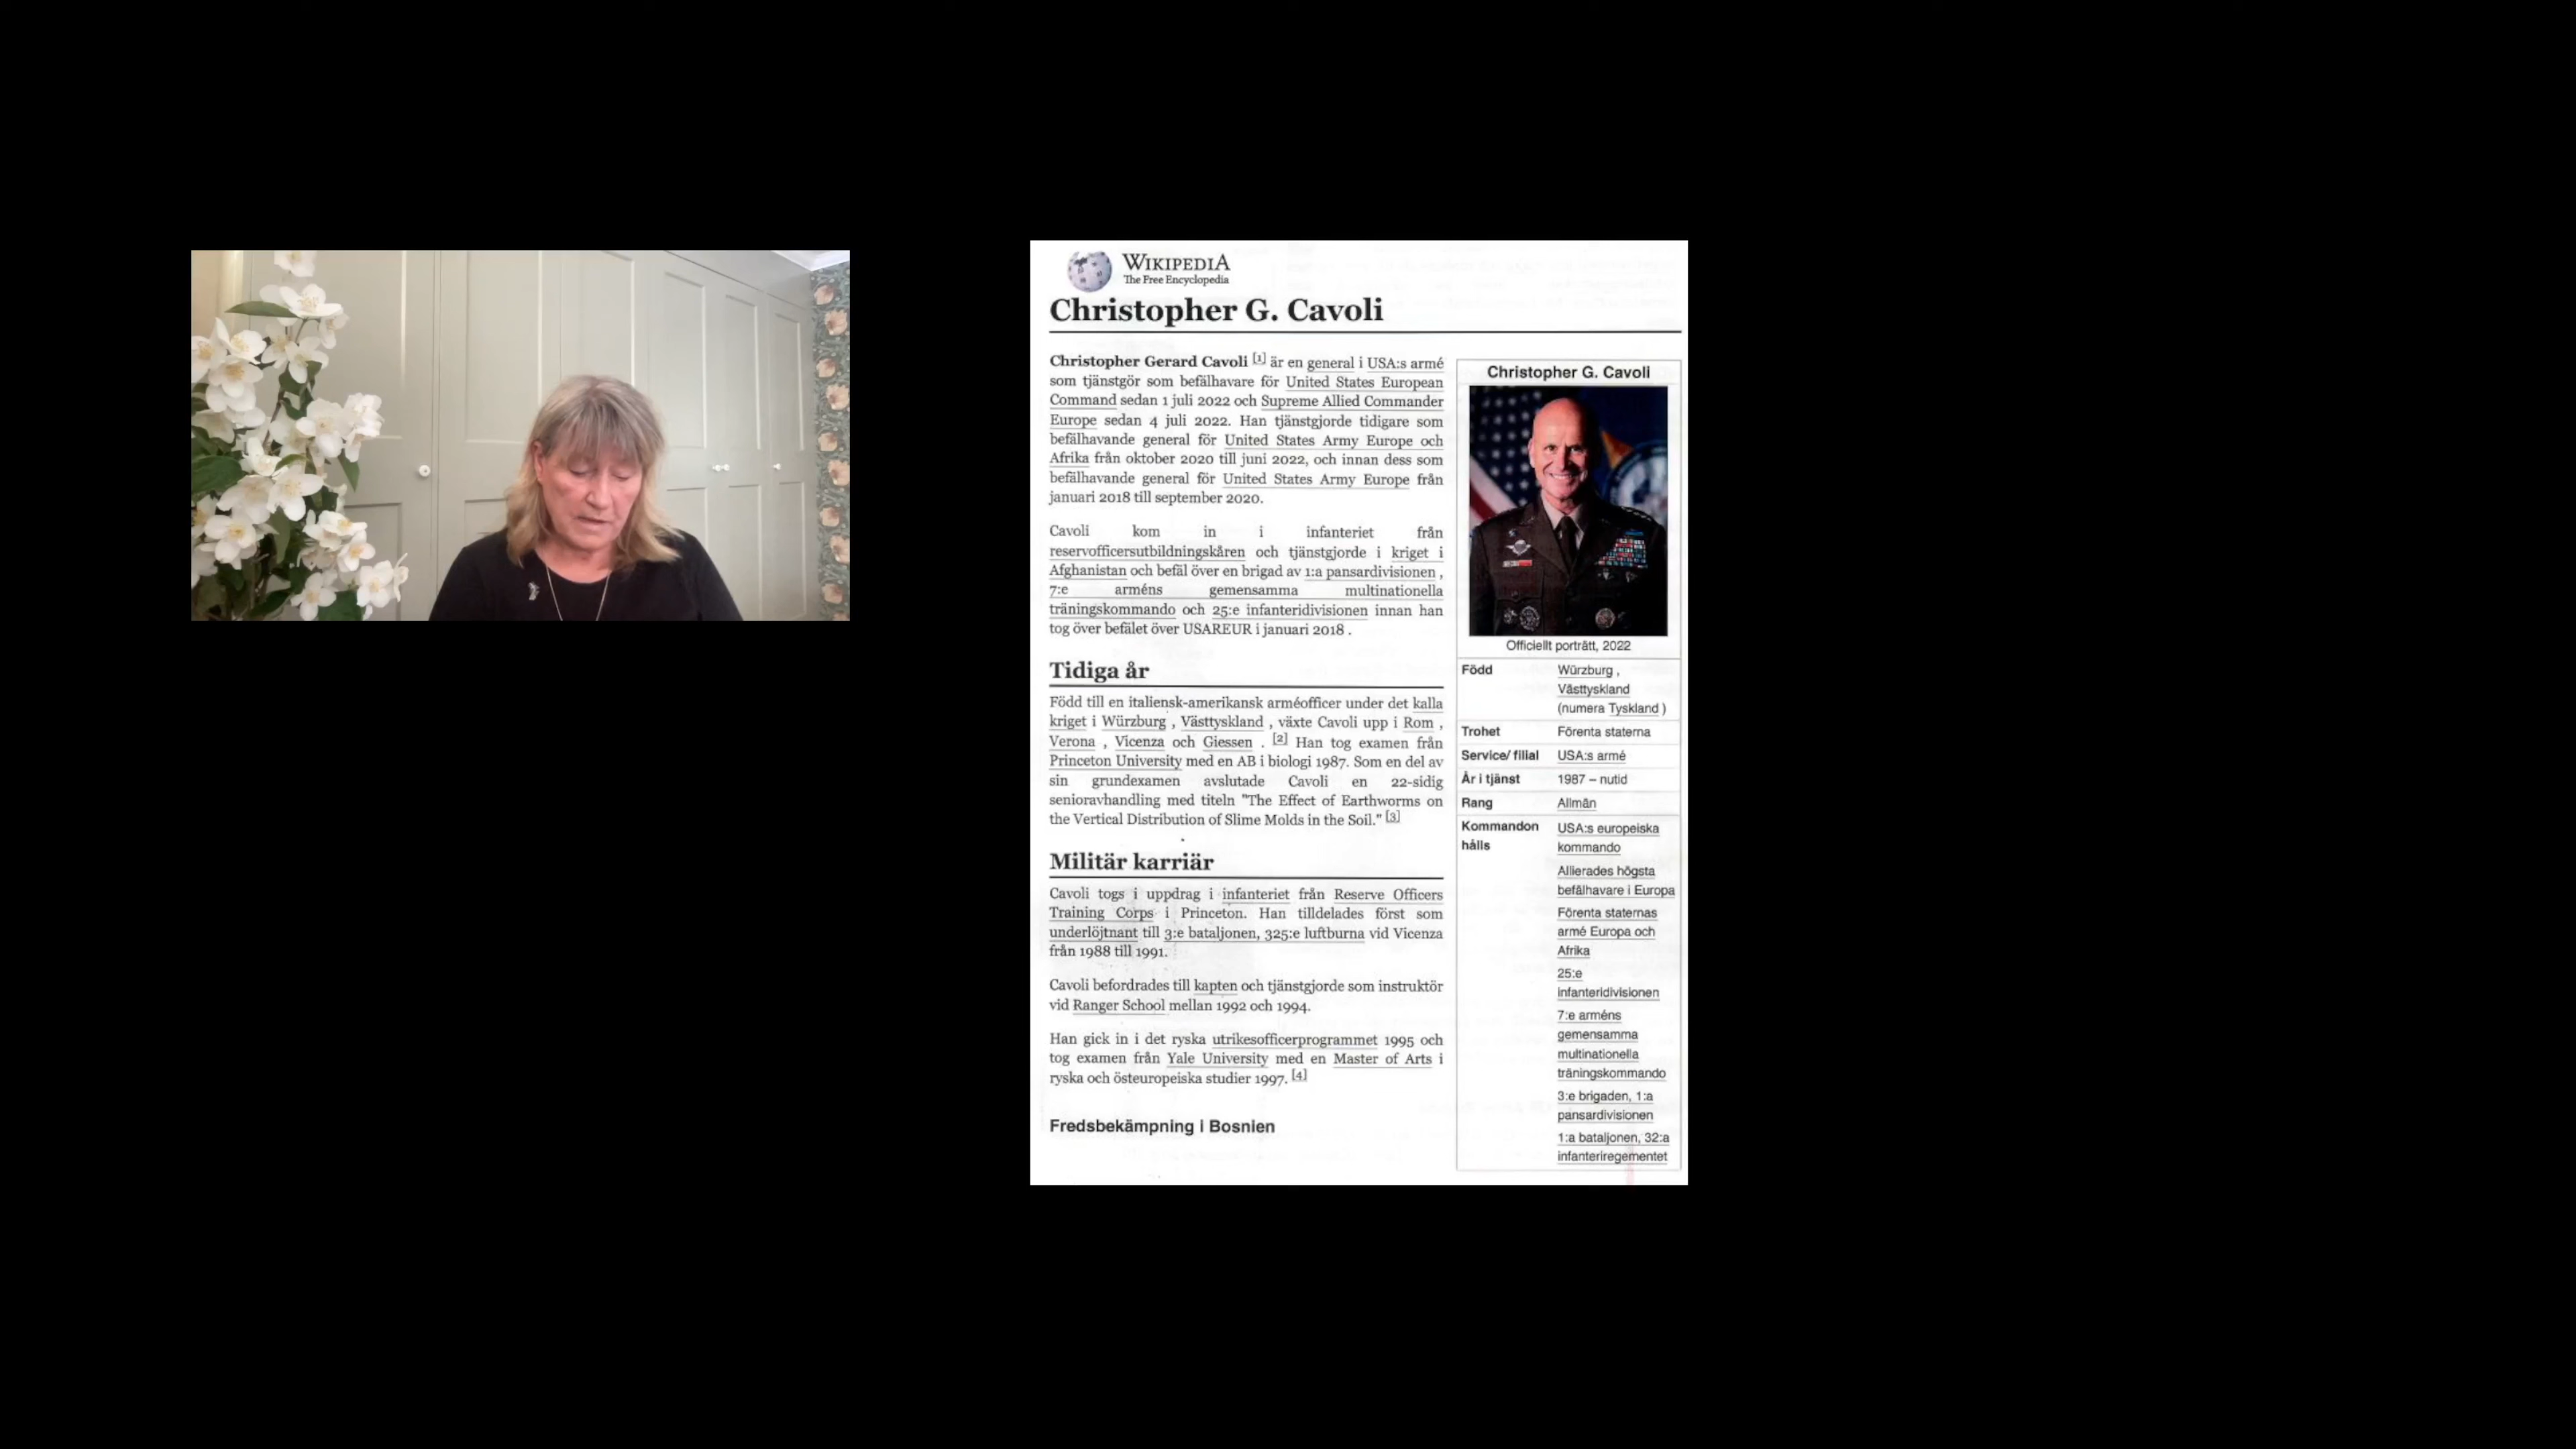 WIKIPEDIA
The Free Encyclopedia
Christopher G. Cavoli
Christopher Gerard Cavoli [1] är en general i USA:s armé
som tjänstgör som befälhavare för United States European
Command sedan 1 juli 2022 och Supreme Allied Commander
Europe sedan 4 juli 2022. Han tjänstgjorde tidigare som
befälhavande general för United States Army Europe och
Afrika från oktober 2020 till juni 2022, och innan dess som
befälhavande general för United States Army Europe från
januari 2018 till september 2020.
Cavoli kom in i infanteriet från
reservofficersutbildningskåren och tjänstgjorde i kriget i
Afghanistan och befäl över en brigad av 1:a pansardivisionen ,
7:e arméns gemensamma multinationella
träningskommando och 25:e infanteridivisionen innan han
tog över befälet över USAREUR i januari 2018 .
Tidiga år
Född till en italiensk-amerikansk arméofficer under det kalla
kriget i Würzburg , Västtyskland , växte Cavoli upp i Rom ,
Verona , Vicenza och Giessen . [2] Han tog examen från
Princeton University med en AB i biologi 1987. Som en del av
sin grundexamen avslutade Cavoli en 22-sidig
senioravhandling med titeln "The Effect of Earthworms on
the Vertical Distribution of Slime Molds in the Soil." [3]
Militär karriär
Cavoli togs i uppdrag i infanteriet från Reserve Officers
Training Corps i Princeton. Han tilldelades först som
underlöjtnant till 3:e bataljonen, 325:e luftburna vid Vicenza
från 1988 till 1991.
Cavoli befordrades till kapten och tjänstgjorde som instruktör
vid Ranger School mellan 1992 och 1994.
Han gick in i det ryska utrikesofficerprogrammet 1995 och
tog examen från Yale University med en Master of Arts i
ryska och östeuropeiska studier 1997. [4]
Fredsbekämpning i Bosnien
Christopher G. Cavoli
Officiellt porträtt, 2022
Född Würzburg ,
Västtyskland
(numera Tyskland )
Trohet Förenta staterna
Service/ filial USA:s armé
År i tjänst 1987 – nutid
Rang Allmän
Kommandon USA:s europeiska
hålls kommando
Allierades högsta
befälhavare i Europa
Förenta staternas
armé Europa och
Afrika
25:e
infanteridivisionen
7:e arméns
gemensamma
multinationella
träningskommando
3:e brigaden, 1:a
pansardivisionen
1:a bataljonen, 32:a
infanteriregementet